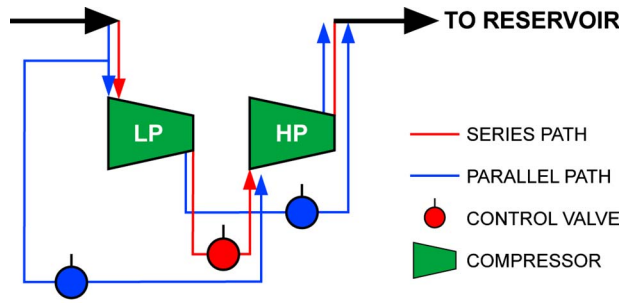 TO RESERVOIR
LP
HP
SERIES PATH
PARALLEL PATH
CONTROL VALVE
COMPRESSOR